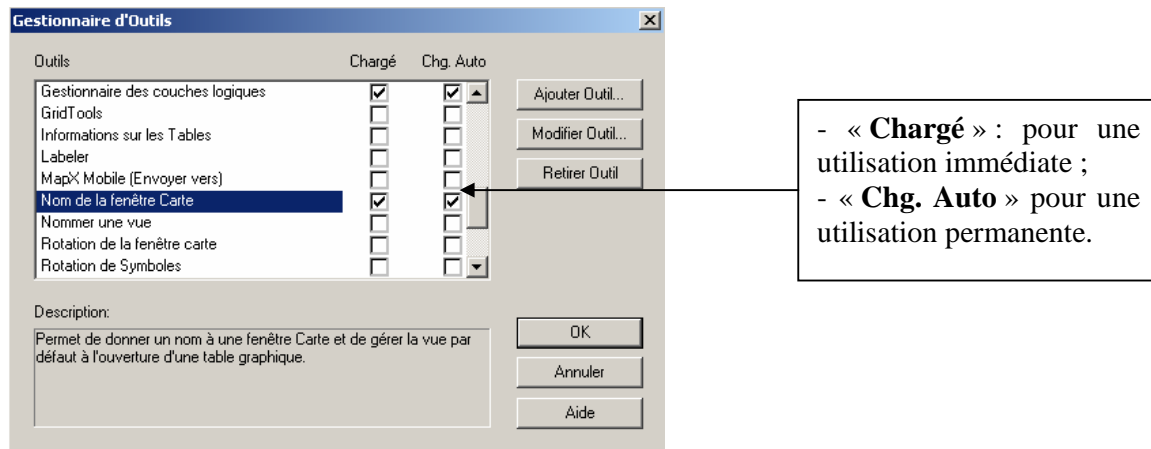 Gestionnaire d'Outils
Outils Chargé Chg. Auto
Gestionnaire des couches logiques
GridTools
Informations sur les Tables
Labeler
MapX Mobile (Envoyer vers)
Nom de la fenêtre Carte
Nommer une vue
Rotation de la fenêtre carte
Rotation de Symboles
Ajouter Outil...
Modifier Outil...
Retirer Outil
Description:
Permet de donner un nom à une fenêtre Carte et de gérer la vue par
défaut à l'ouverture d'une table graphique.
OK
Annuler
Aide
- « Chargé » : pour une
utilisation immédiate ;
- « Chg. Auto » pour une
utilisation permanente.